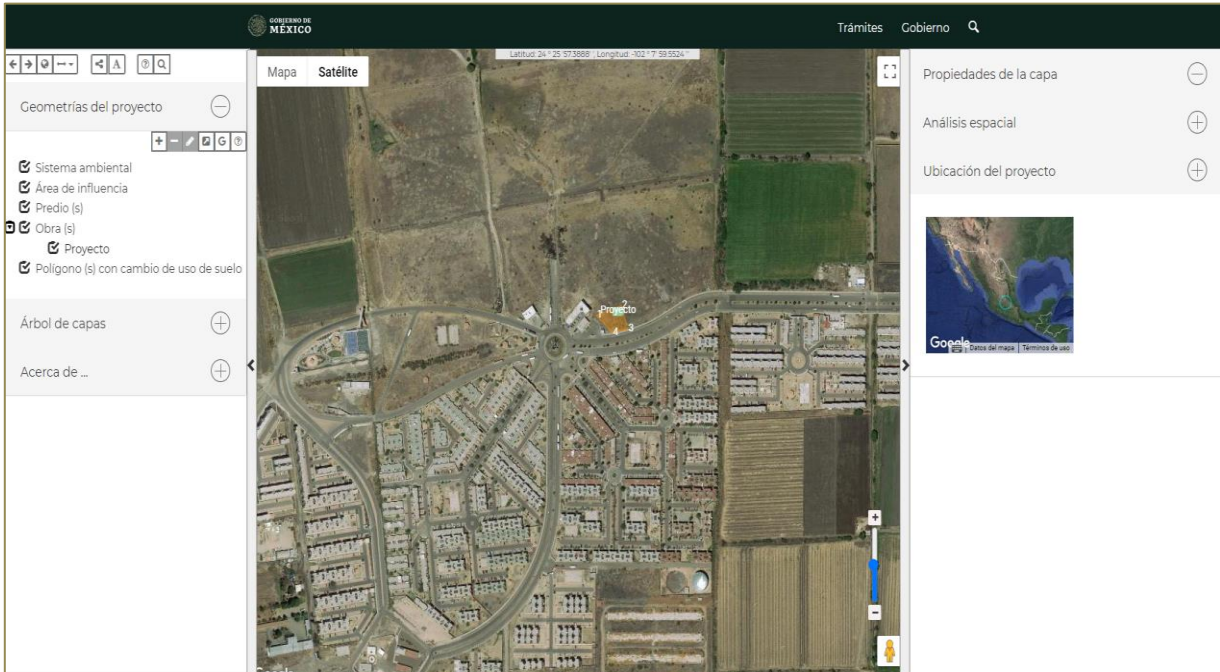 GOBIERNO DE
MÉXICO
Trámites
Gobierno
Latitud: 24 ° 25 '57.3888" ; Longitud: -102 ° 7 '59.5524 "
A
Geometrías del proyecto
G
Sistema ambiental
Área de influencia
Predio (s)
Obra (s)
Proyecto
Polígono (s) con cambio de uso de suelo
Árbol de capas
Acerca de ...
Mapa
Satélite
Proyecto
1
2
3
4
Propiedades de la capa
Análisis espacial
Ubicación del proyecto
Google
Datos del mapa
Términos de uso